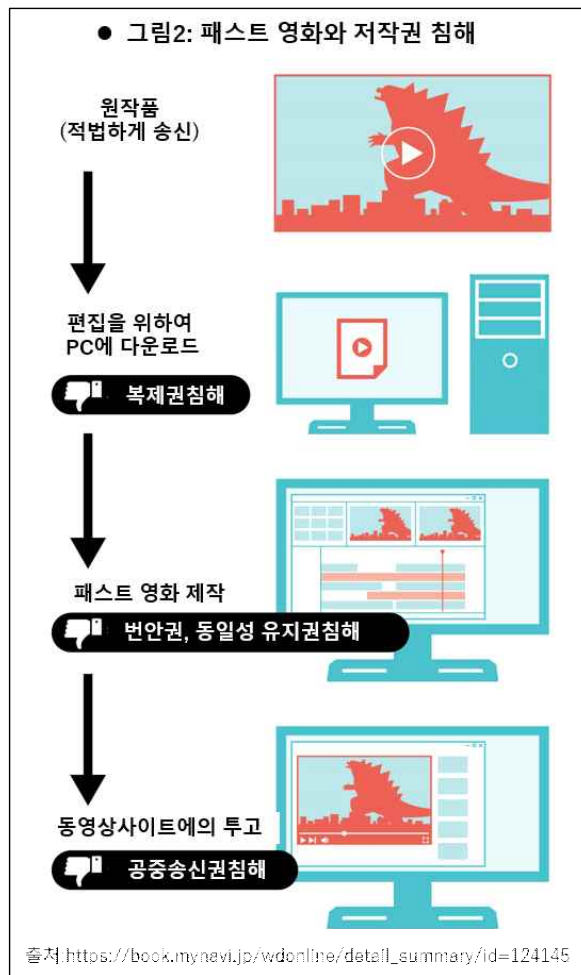 ● 그림2: 패스트 영화와 저작권 침해
원작품
(적법하게 송신)
편집을 위하여
PC에 다운로드
복제권침해
패스트 영화 제작
번안권, 동일성 유지권침해
동영상사이트에의 투고
공중송신권침해
출처:https://book.mynavi.jp/wdonline/detail_summary/id=124145